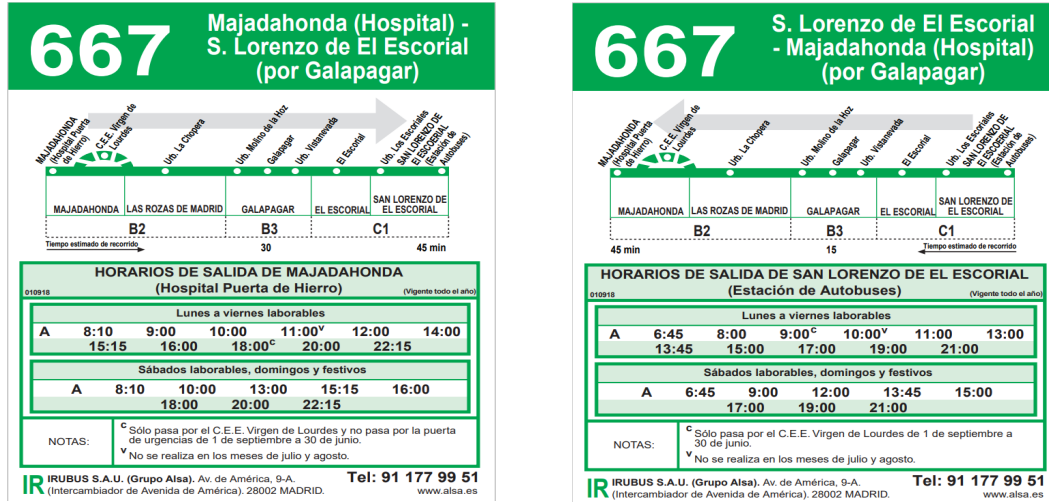 667
Majadahonda (Hospital) -
S. Lorenzo de El Escorial
(por Galapagar)
MAJADAHONDA
(Hospital Puerta
de Hierro)
C.E.E. Virgen de
Lourdes
Urb. La Chopera
Urb. Molino de la Hoz
Galapagar
Urb. Vistanevada
El Escorial
Urb. Los Escoriales
SAN LORENZO DE
EL ESCOERIAL
(Estación de
Autobuses)
MAJADAHONDA LAS ROZAS DE MADRID GALAPAGAR EL ESCORIAL SAN LORENZO DE
EL ESCORIAL
B2 B3 C1
Tiempo estimado de recorrido 30 45 min
HORARIOS DE SALIDA DE MAJADAHONDA
010918 (Hospital Puerta de Hierro) (Vigente todo el año)
Lunes a viernes laborables
A 8:10 9:00 10:00 11:00ⱽ 12:00 14:00
15:15 16:00 18:00ᶜ 20:00 22:15
Sábados laborables, domingos y festivos
A 8:10 10:00 13:00 15:15 16:00
18:00 20:00 22:15
NOTAS:
ᶜ Sólo pasa por el C.E.E. Virgen de Lourdes y no pasa por la puerta
de urgencias de 1 de septiembre a 30 de junio.
ⱽ No se realiza en los meses de julio y agosto.
IR IRUBUS S.A.U. (Grupo Alsa). Av. de América, 9-A. Tel: 91 177 99 51
(Intercambiador de Avenida de América). 28002 MADRID. www.alsa.es
667
S. Lorenzo de El Escorial
- Majadahonda (Hospital)
(por Galapagar)
MAJADAHONDA
(Hospital Puerta
de Hierro)
C.E.E. Virgen de
Lourdes
Urb. La Chopera
Urb. Molino de la Hoz
Galapagar
Urb. Vistanevada
El Escorial
Urb. Los Escoriales
SAN LORENZO DE
EL ESCOERIAL
(Estación de
Autobuses)
MAJADAHONDA LAS ROZAS DE MADRID GALAPAGAR EL ESCORIAL SAN LORENZO DE
EL ESCORIAL
B2 B3 C1
45 min 15 Tiempo estimado de recorrido
HORARIOS DE SALIDA DE SAN LORENZO DE EL ESCORIAL
010918 (Estación de Autobuses) (Vigente todo el año)
Lunes a viernes laborables
A 6:45 8:00 9:00ᶜ 10:00ⱽ 11:00 13:00
13:45 15:00 17:00 19:00 21:00
Sábados laborables, domingos y festivos
A 6:45 9:00 12:00 13:45 15:00
17:00 19:00 21:00
NOTAS:
ᶜ Sólo pasa por el C.E.E. Virgen de Lourdes de 1 de septiembre a
30 de junio.
ⱽ No se realiza en los meses de julio y agosto.
IR IRUBUS S.A.U. (Grupo Alsa). Av. de América, 9-A. Tel: 91 177 99 51
(Intercambiador de Avenida de América). 28002 MADRID. www.alsa.es